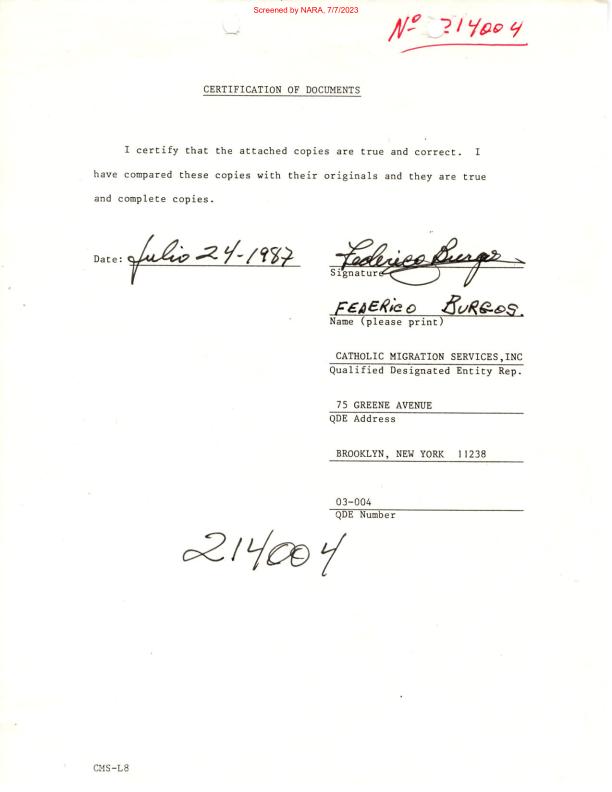 Screened by NARA, 7/7/2023
Nº 214004
CERTIFICATION OF DOCUMENTS
I certify that the attached copies are true and correct. I
have compared these copies with their originals and they are true
and complete copies.
Date: Julio 24-1987
Federico Burgos
Signature
FEDERICO BURGOS.
Name (please print)
CATHOLIC MIGRATION SERVICES,INC
Qualified Designated Entity Rep.
75 GREENE AVENUE
QDE Address
BROOKLYN, NEW YORK 11238
03-004
QDE Number
214004
CMS-L8